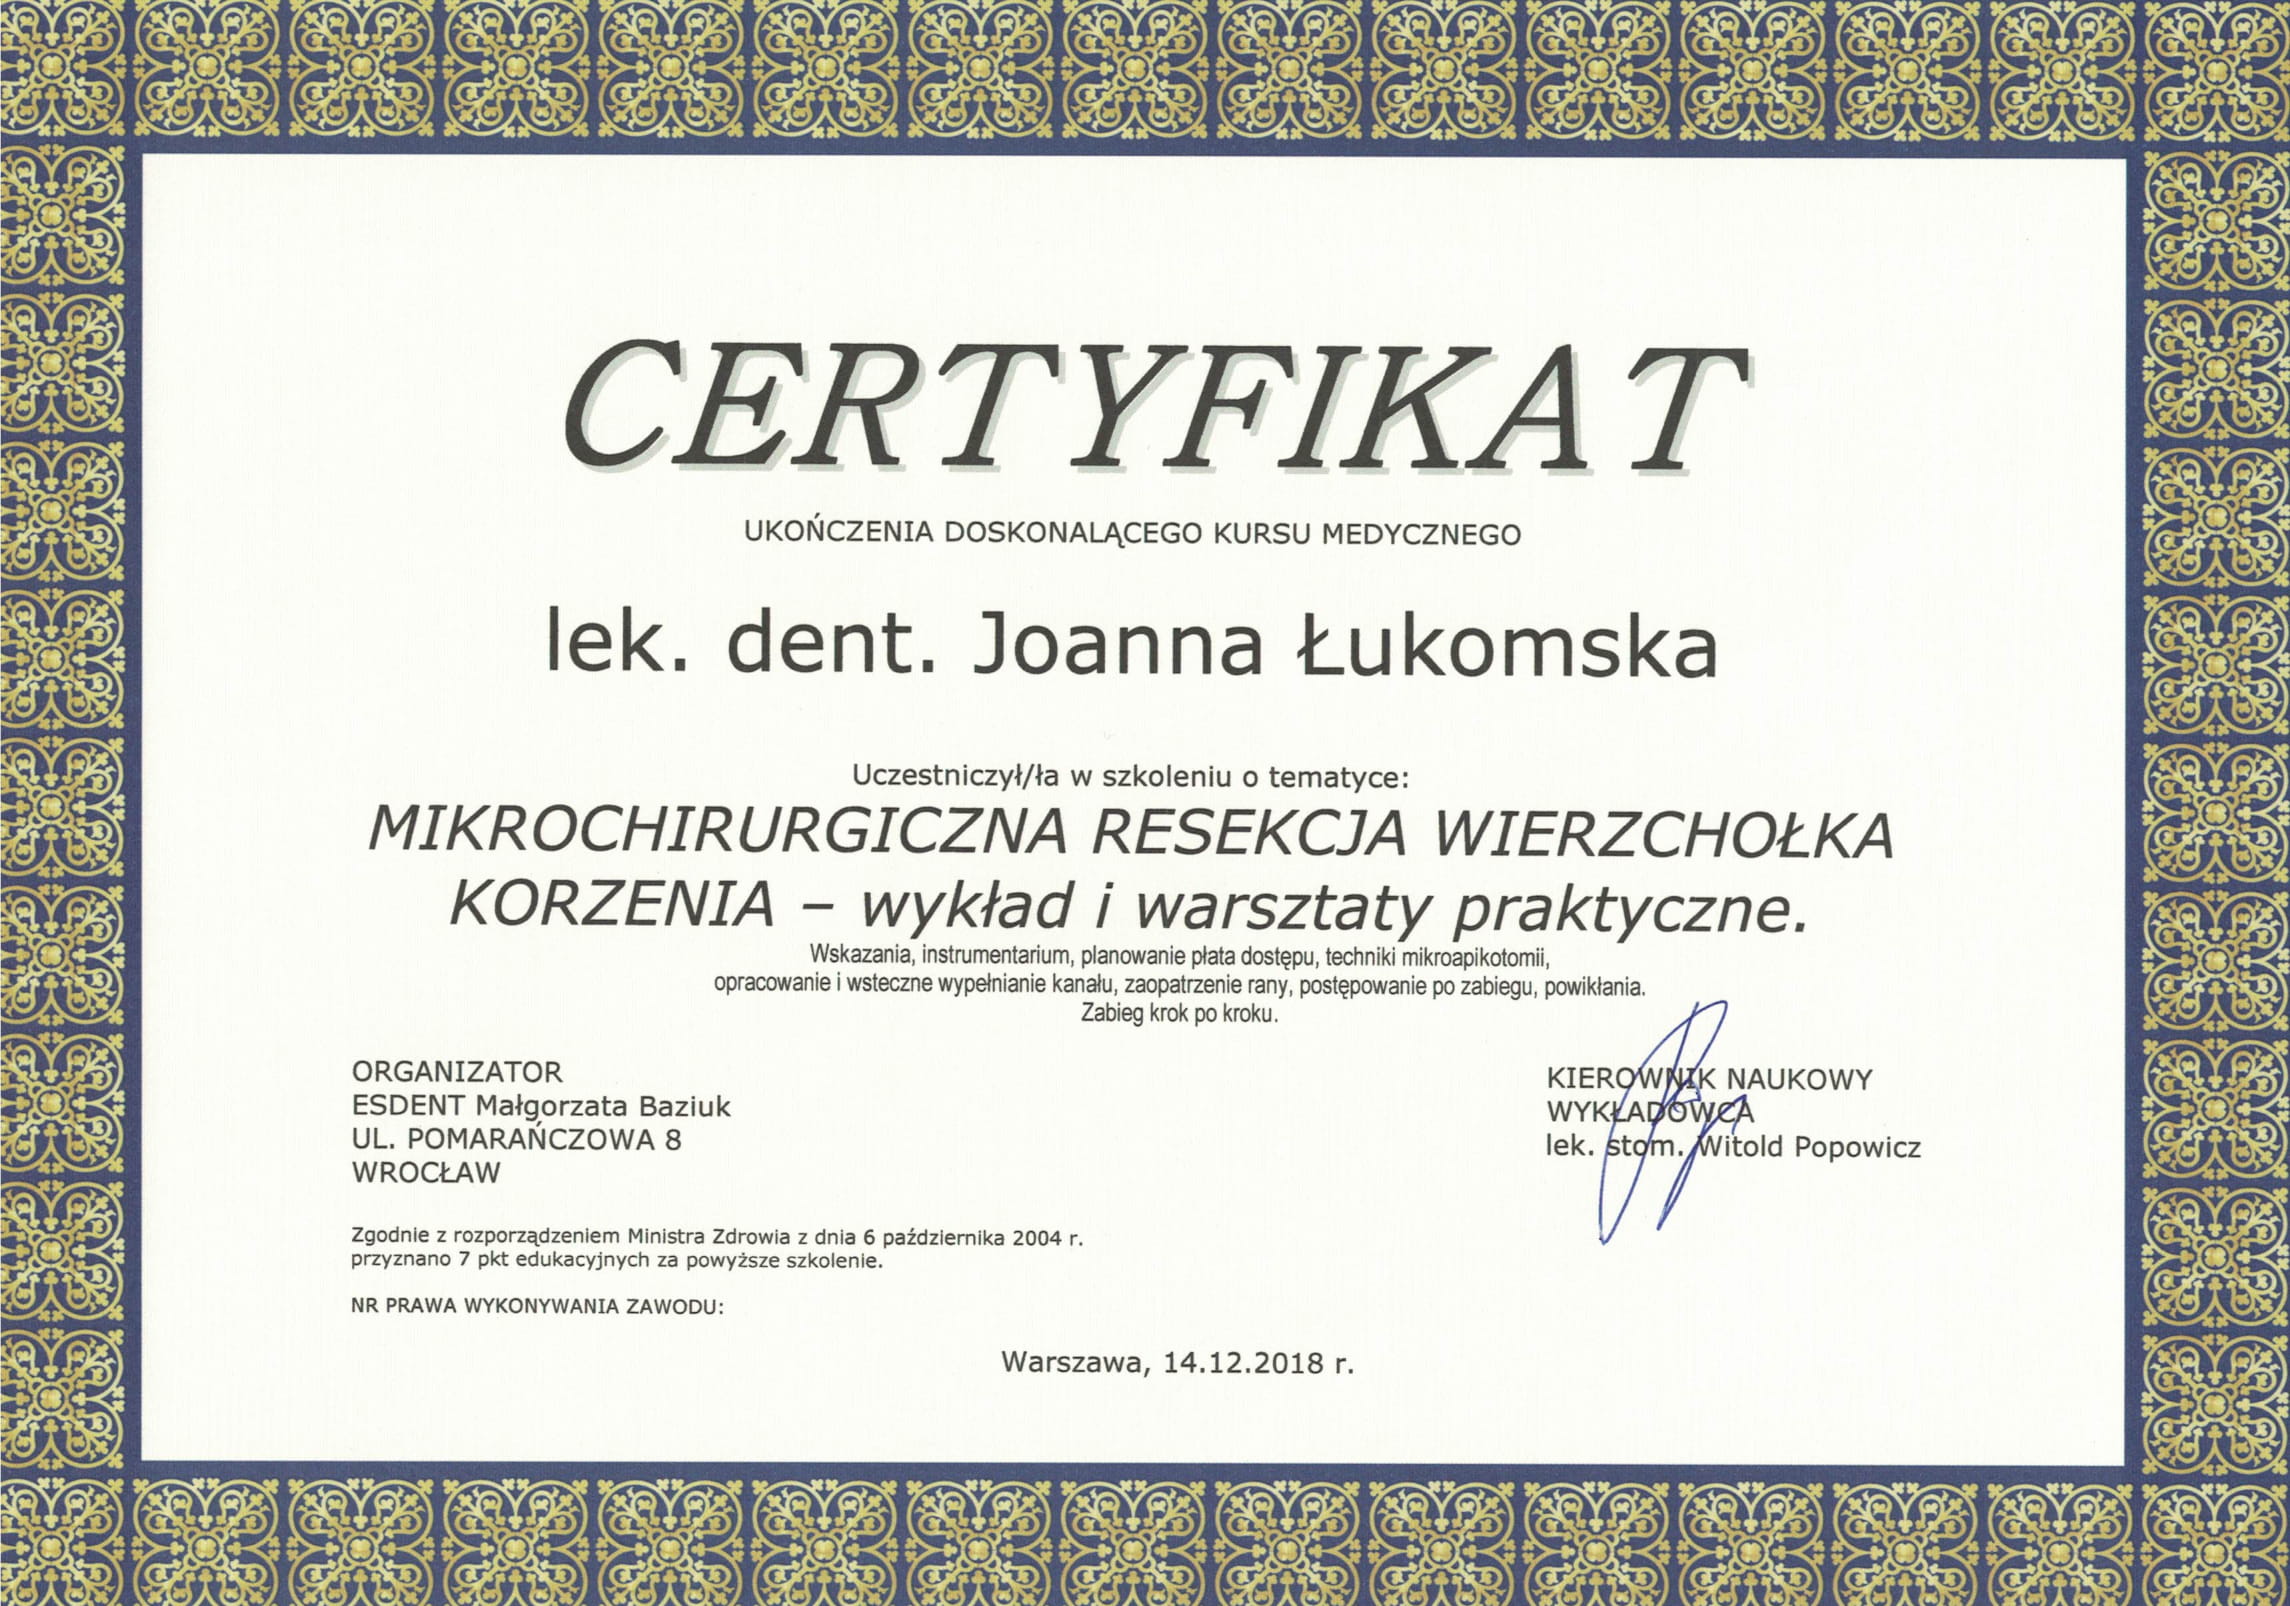 CERTYFIKAT
UKOŃCZENIA DOSKONALĄCEGO KURSU MEDYCZNEGO
lek. dent. Joanna Łukomska
Uczestniczył/ła w szkoleniu o tematyce:
MIKROCHIRURGICZNA RESEKCJA WIERZCHOŁKA
KORZENIA – wykład i warsztaty praktyczne.
Wskazania, instrumentarium, planowanie płata dostępu, techniki mikroapikotomii,
opracowanie i wsteczne wypełnianie kanału, zaopatrzenie rany, postępowanie po zabiegu, powikłania.
Zabieg krok po kroku.
ORGANIZATOR
ESDENT Małgorzata Baziuk
UL. POMARAŃCZOWA 8
WROCŁAW
KIEROWNIK NAUKOWY
WYKŁADOWCA
lek. stom. Witold Popowicz
Zgodnie z rozporządzeniem Ministra Zdrowia z dnia 6 października 2004 r.
przyznano 7 pkt edukacyjnych za powyższe szkolenie.
NR PRAWA WYKONYWANIA ZAWODU:
Warszawa, 14.12.2018 r.